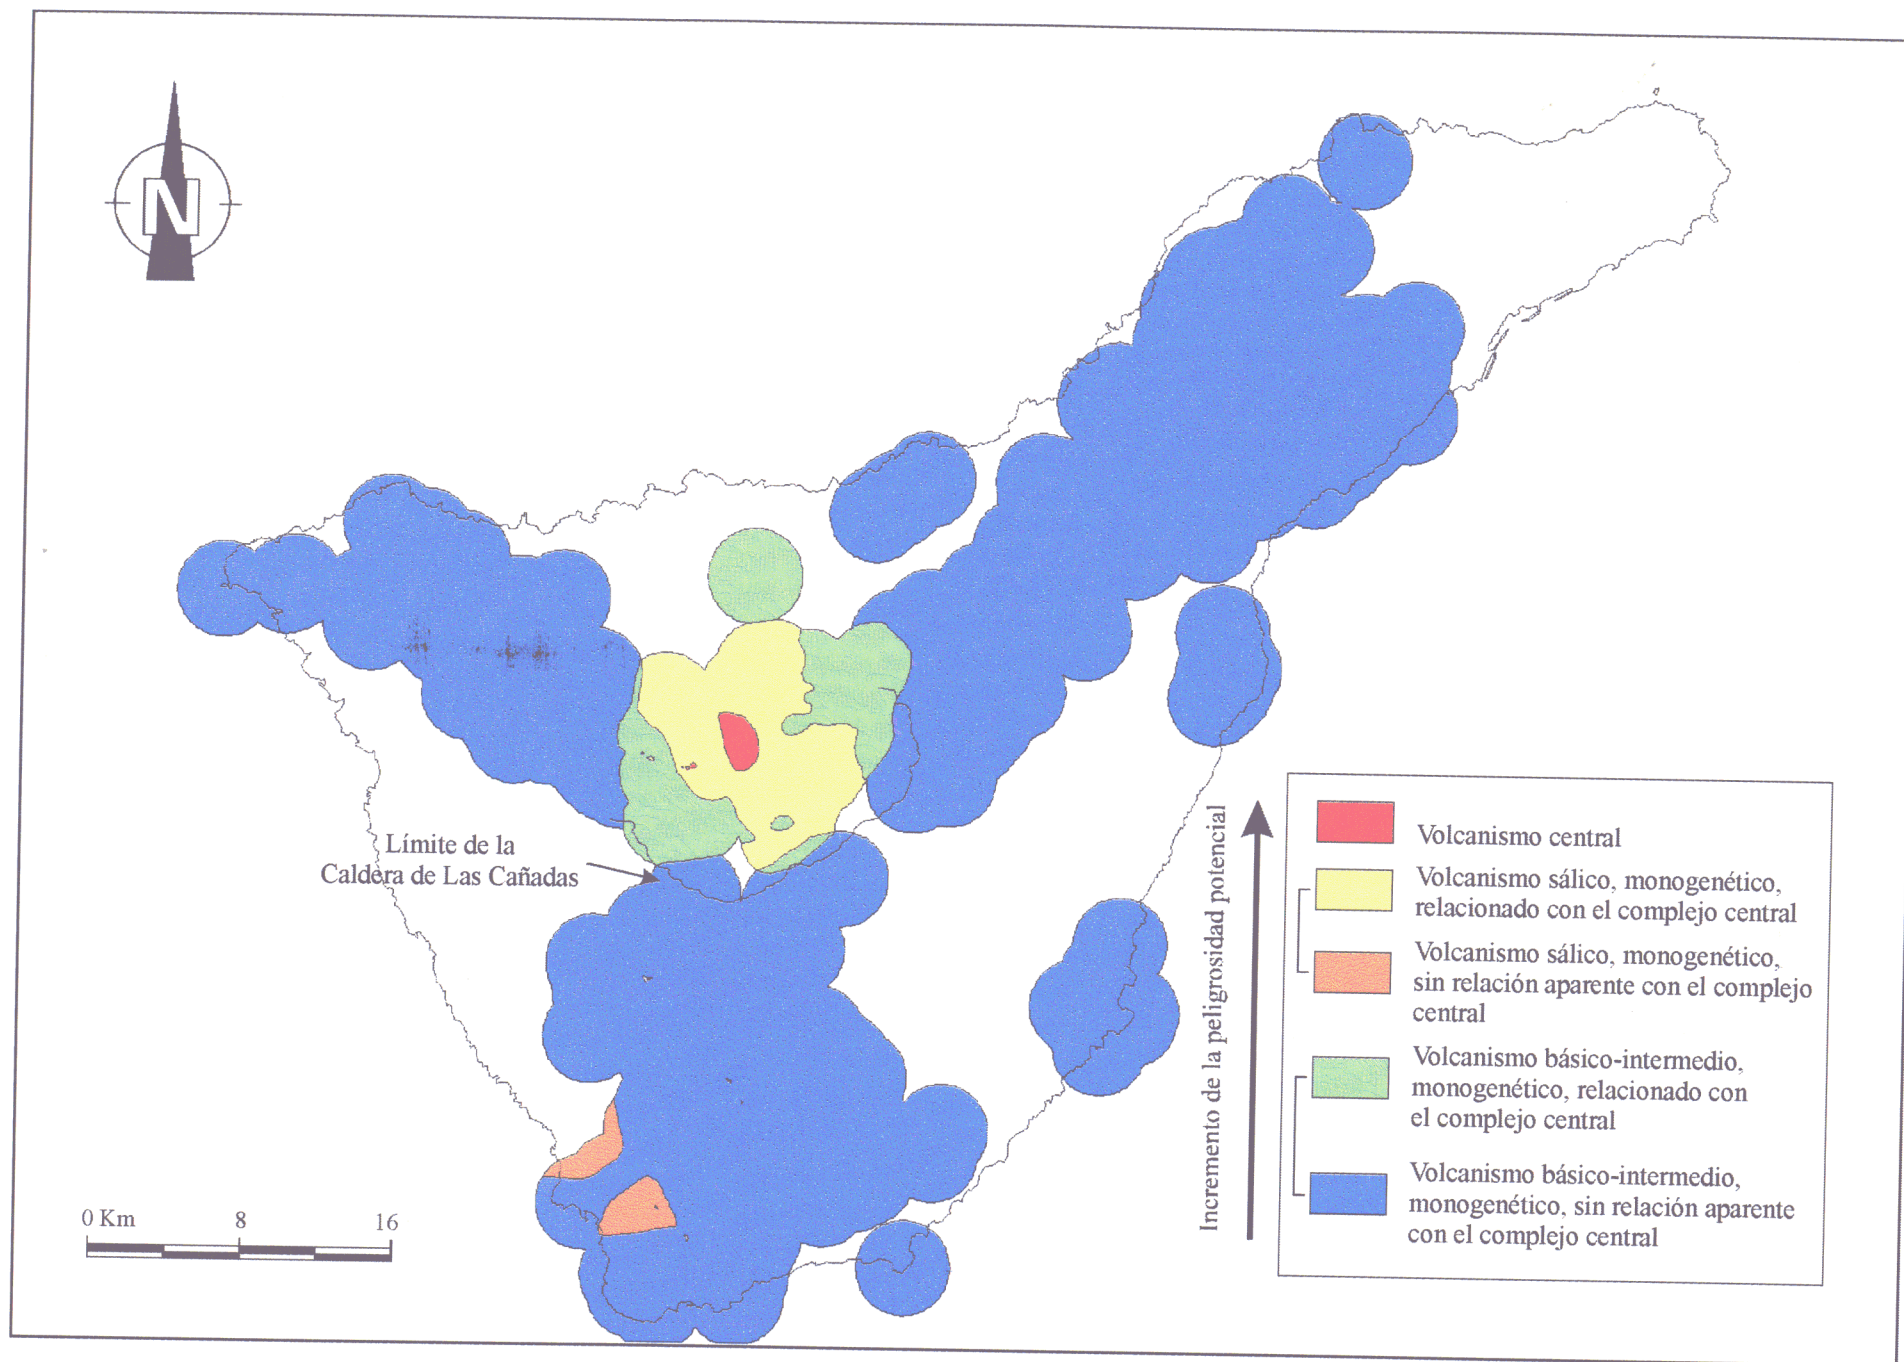 N
Límite de la
Caldera de Las Cañadas
0 Km 8 16
Incremento de la peligrosidad potencial
Volcanismo central
Volcanismo sálico, monogenético,
relacionado con el complejo central
Volcanismo sálico, monogenético,
sin relación aparente con el complejo
central
Volcanismo básico-intermedio,
monogenético, relacionado con
el complejo central
Volcanismo básico-intermedio,
monogenético, sin relación aparente
con el complejo central